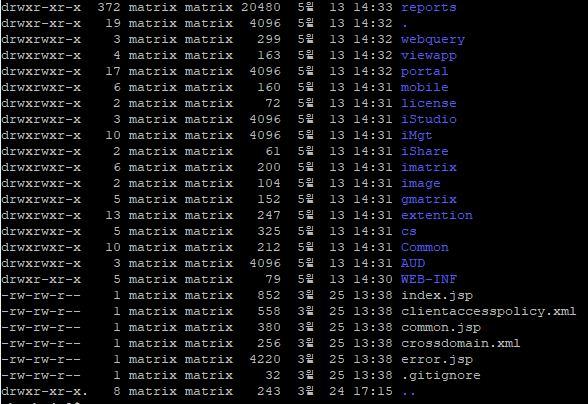 drwxr-xr-x 372 matrix matrix 20480 5월 13 14:33 reports
drwxr-xr-x 19 matrix matrix 4096 5월 13 14:32 .
drwxrwxr-x 3 matrix matrix 299 5월 13 14:32 webquery
drwxrwxr-x 4 matrix matrix 163 5월 13 14:32 viewapp
drwxrwxr-x 17 matrix matrix 4096 5월 13 14:32 portal
drwxrwxr-x 6 matrix matrix 160 5월 13 14:31 mobile
drwxrwxr-x 2 matrix matrix 72 5월 13 14:31 license
drwxrwxr-x 3 matrix matrix 4096 5월 13 14:31 iStudio
drwxrwxr-x 10 matrix matrix 4096 5월 13 14:31 iMgt
drwxrwxr-x 2 matrix matrix 61 5월 13 14:31 iShare
drwxrwxr-x 6 matrix matrix 200 5월 13 14:31 imatrix
drwxrwxr-x 2 matrix matrix 104 5월 13 14:31 image
drwxrwxr-x 5 matrix matrix 152 5월 13 14:31 gmatrix
drwxrwxr-x 13 matrix matrix 247 5월 13 14:31 extention
drwxrwxr-x 5 matrix matrix 325 5월 13 14:31 cs
drwxrwxr-x 10 matrix matrix 212 5월 13 14:31 Common
drwxrwxr-x 3 matrix matrix 4096 5월 13 14:31 AUD
drwxr-xr-x 5 matrix matrix 79 5월 13 14:30 WEB-INF
-rw-rw-r-- 1 matrix matrix 852 3월 25 13:38 index.jsp
-rw-rw-r-- 1 matrix matrix 558 3월 25 13:38 clientaccesspolicy.xml
-rw-rw-r-- 1 matrix matrix 380 3월 25 13:38 common.jsp
-rw-rw-r-- 1 matrix matrix 256 3월 25 13:38 crossdomain.xml
-rw-rw-r-- 1 matrix matrix 4220 3월 25 13:38 error.jsp
-rw-rw-r-- 1 matrix matrix 32 3월 25 13:38 .gitignore
drwxr-xr-x. 8 matrix matrix 243 3월 24 17:15 ..